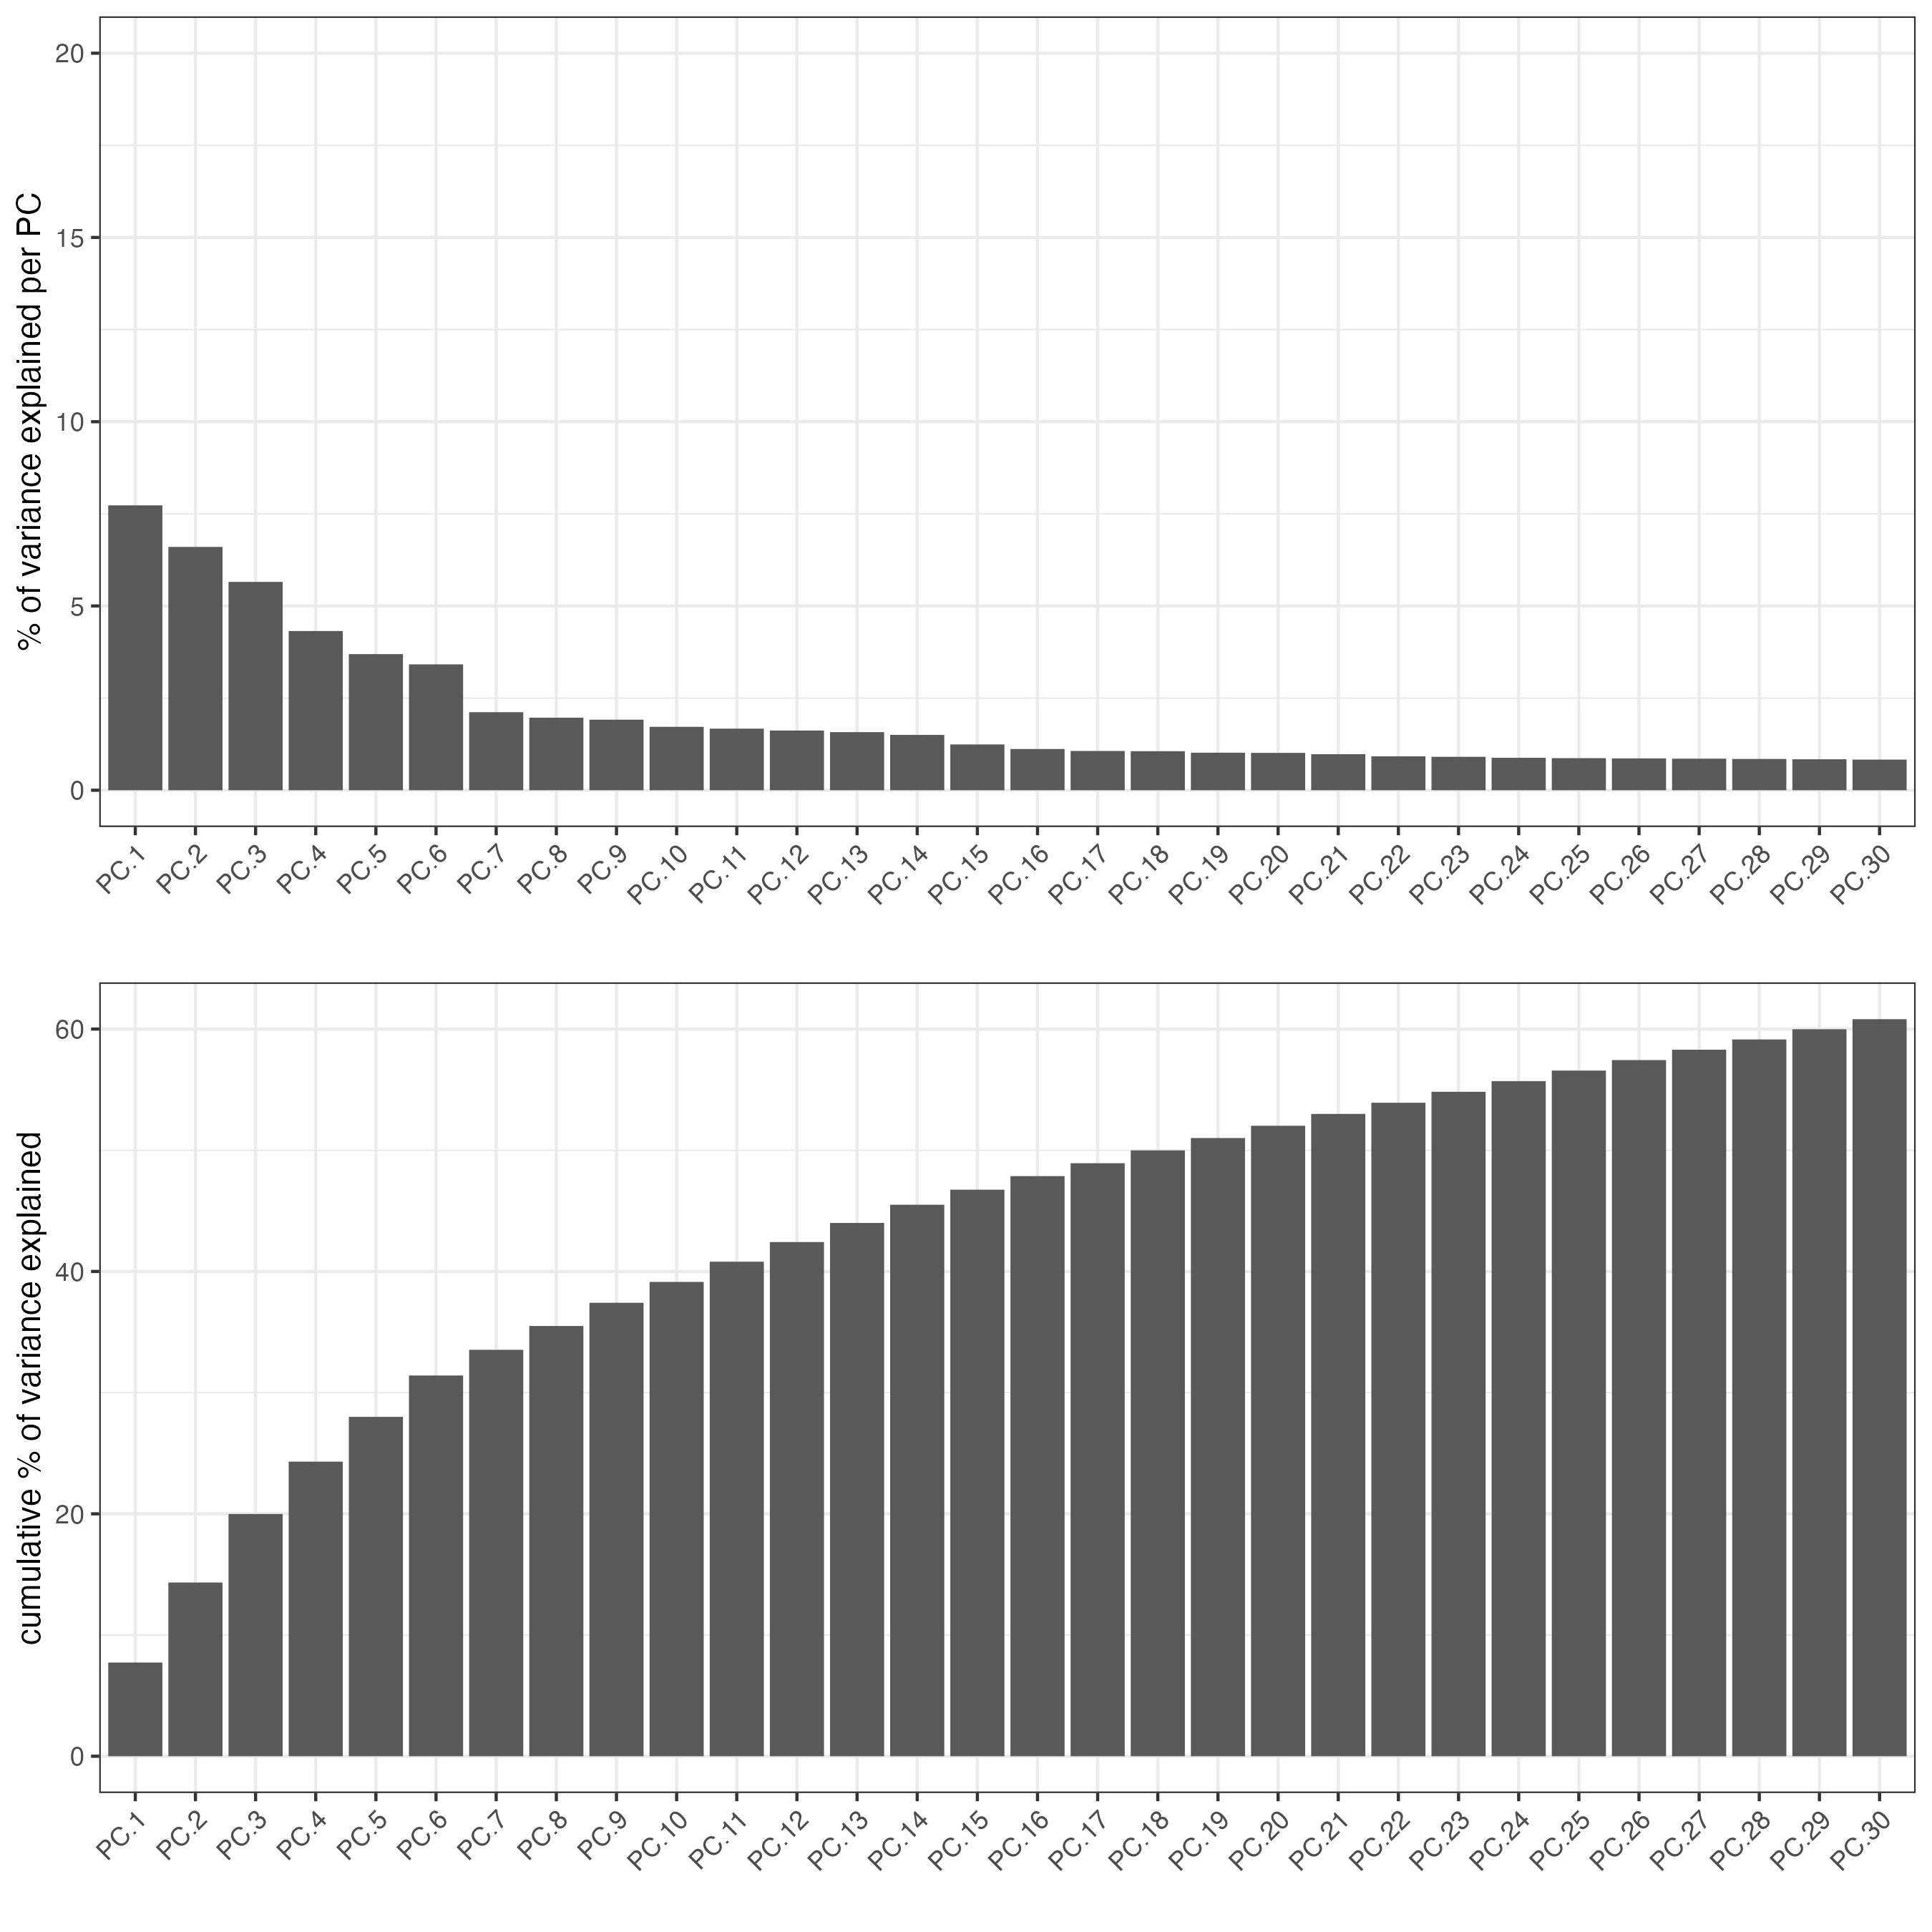 % of variance explained per PC
20
15
10
5
0
PC.1 PC.2 PC.3 PC.4 PC.5 PC.6 PC.7 PC.8 PC.9 PC.10 PC.11 PC.12 PC.13 PC.14 PC.15 PC.16 PC.17 PC.18 PC.19 PC.20 PC.21 PC.22 PC.23 PC.24 PC.25 PC.26 PC.27 PC.28 PC.29 PC.30
cumulative % of variance explained
60
40
20
0
PC.1 PC.2 PC.3 PC.4 PC.5 PC.6 PC.7 PC.8 PC.9 PC.10 PC.11 PC.12 PC.13 PC.14 PC.15 PC.16 PC.17 PC.18 PC.19 PC.20 PC.21 PC.22 PC.23 PC.24 PC.25 PC.26 PC.27 PC.28 PC.29 PC.30